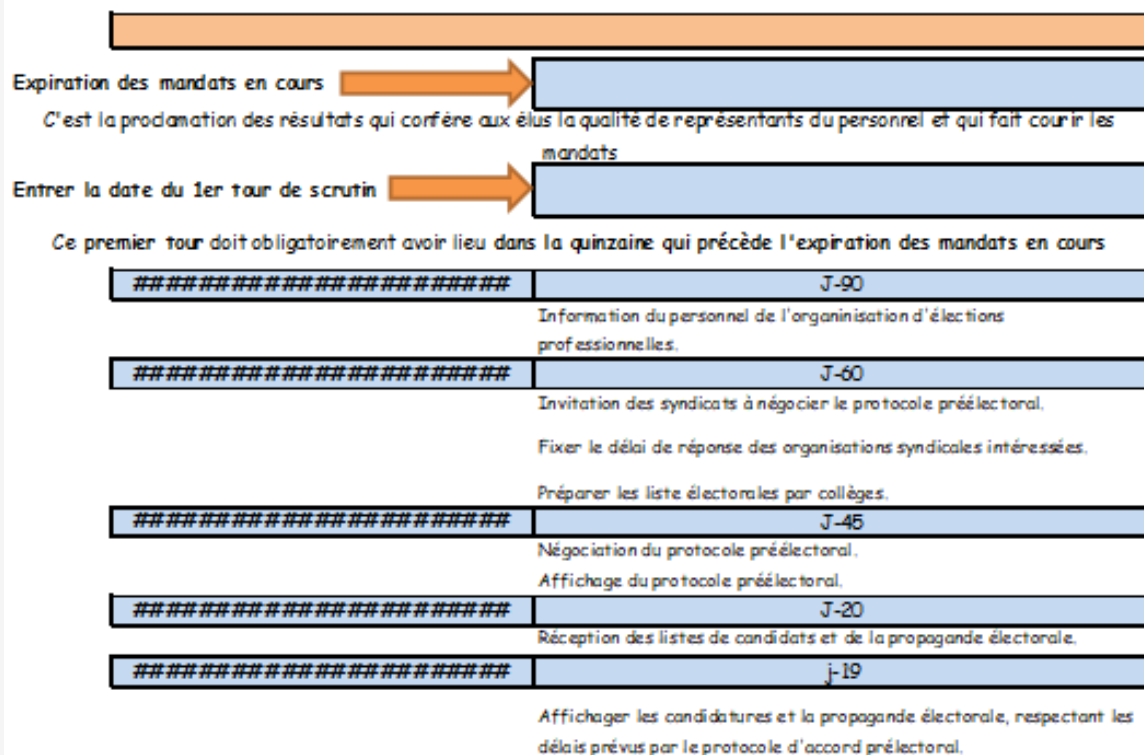 Expiration des mandats en cours
C'est la proclamation des résultats qui confère aux élus la qualité de représentants du personnel et qui fait courir les
mandats
Entrer la date du 1er tour de scrutin
Ce premier tour doit obligatoirement avoir lieu dans la quinzaine qui précède l'expiration des mandats en cours
####################### J-90
Information du personnel de l'organinisation d'élections
professionnelles.
####################### J-60
Invitation des syndicats à négocier le protocole préélectoral.
Fixer le délai de réponse des organisations syndicales intéressées.
Préparer les liste électorales par collèges.
####################### J-45
Négociation du protocole préélectoral.
Affichage du protocole préélectoral.
####################### J-20
Réception des listes de candidats et de la propagande électorale.
####################### j-19
Affichager les candidatures et la propagande électorale, respectant les
délais prévus par le protocole d'accord prélectoral.